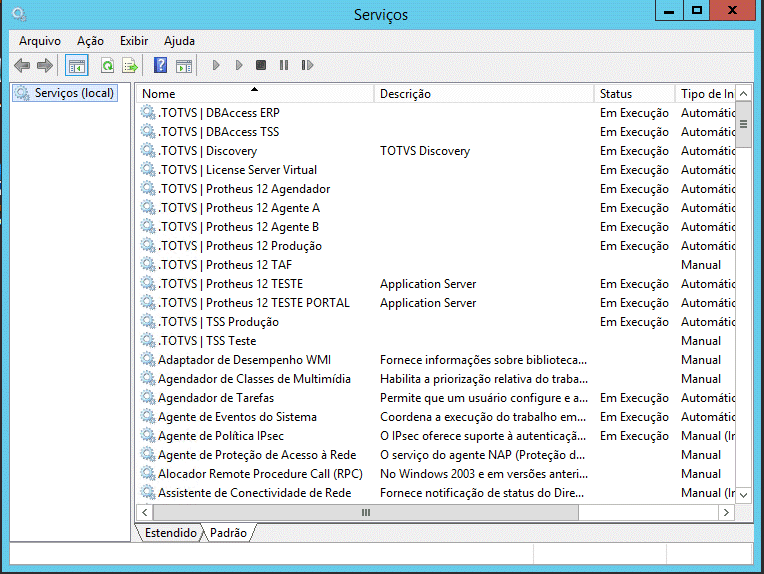 Serviços
Arquivo Ação Exibir Ajuda
Serviços (local)
Nome Descrição Status Tipo de In
.TOTVS | DBAccess ERP Em Execução Automátic
.TOTVS | DBAccess TSS Em Execução Automátic
.TOTVS | Discovery TOTVS Discovery Em Execução Automátic
.TOTVS | License Server Virtual Em Execução Automátic
.TOTVS | Protheus 12 Agendador Em Execução Automátic
.TOTVS | Protheus 12 Agente A Em Execução Automátic
.TOTVS | Protheus 12 Agente B Em Execução Automátic
.TOTVS | Protheus 12 Produção Em Execução Automátic
.TOTVS | Protheus 12 TAF Manual
.TOTVS | Protheus 12 TESTE Application Server Em Execução Automátic
.TOTVS | Protheus 12 TESTE PORTAL Application Server Em Execução Automátic
.TOTVS | TSS Produção Em Execução Automátic
.TOTVS | TSS Teste Manual
Adaptador de Desempenho WMI Fornece informações sobre biblioteca... Manual
Agendador de Classes de Multimídia Habilita a priorização relativa do traba... Manual
Agendador de Tarefas Permite que um usuário configure e a... Em Execução Automátic
Agente de Eventos do Sistema Coordena a execução do trabalho em... Em Execução Automátic
Agente de Política IPsec O IPsec oferece suporte à autenticaçã... Em Execução Manual (In
Agente de Proteção de Acesso à Rede O serviço do agente NAP (Proteção d... Manual
Alocador Remote Procedure Call (RPC) No Windows 2003 e em versões anteri... Manual
Assistente de Conectividade de Rede Fornece notificação de status do Dire... Manual (In
Estendido Padrão